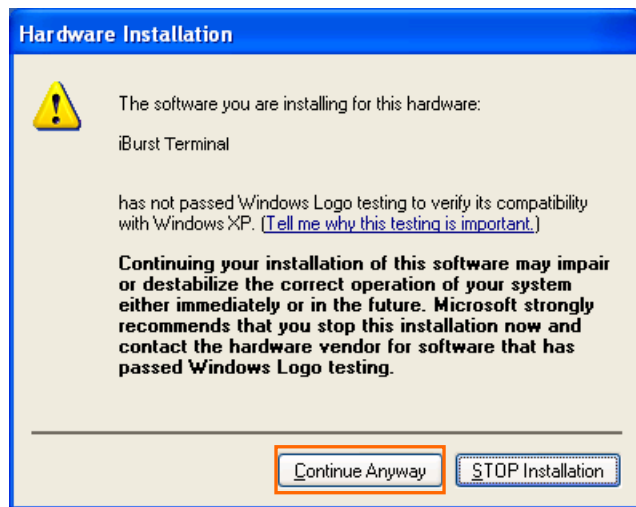 Hardware Installation
The software you are installing for this hardware:
iBurst Terminal
has not passed Windows Logo testing to verify its compatibility
with Windows XP. (Tell me why this testing is important.)
Continuing your installation of this software may impair
or destabilize the correct operation of your system
either immediately or in the future. Microsoft strongly
recommends that you stop this installation now and
contact the hardware vendor for software that has
passed Windows Logo testing.
Continue Anyway STOP Installation